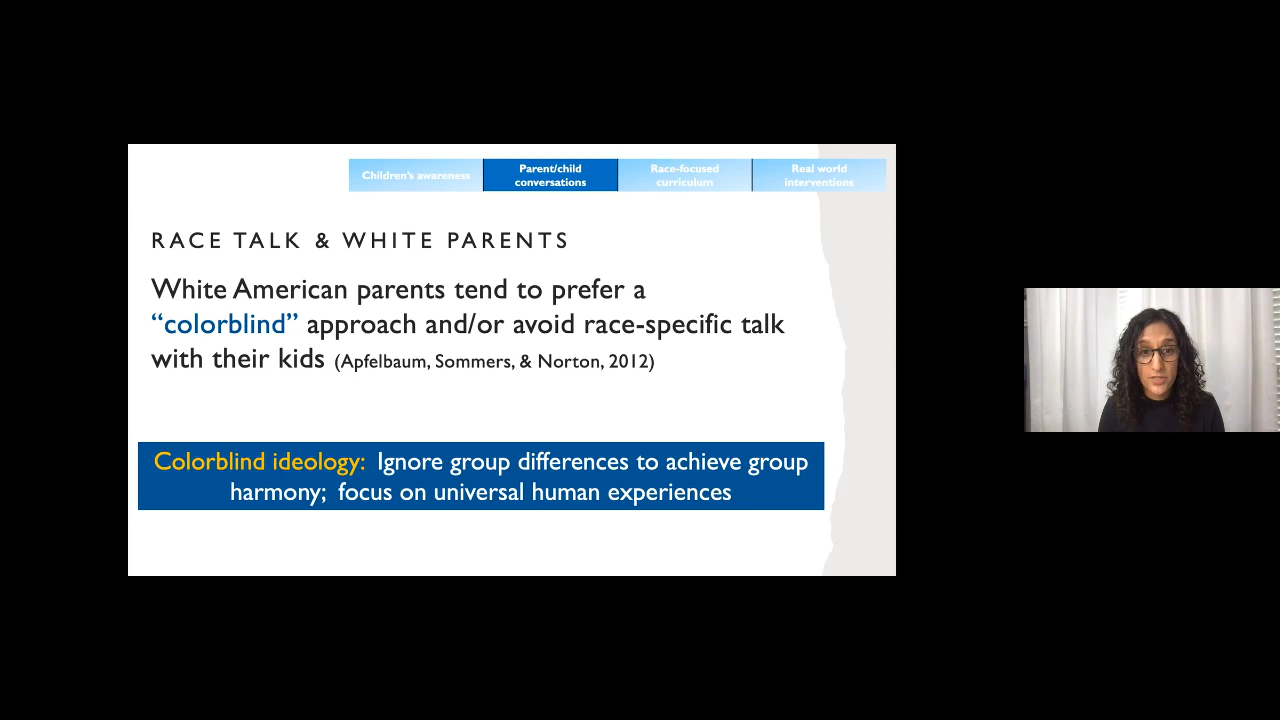 Children's awareness
Parent/child
conversations
Race-focused
curriculum
Real world
interventions
RACE TALK & WHITE PARENTS
White American parents tend to prefer a
“colorblind” approach and/or avoid race-specific talk
with their kids (Apfelbaum, Sommers, & Norton, 2012)
Colorblind ideology: Ignore group differences to achieve group
harmony; focus on universal human experiences